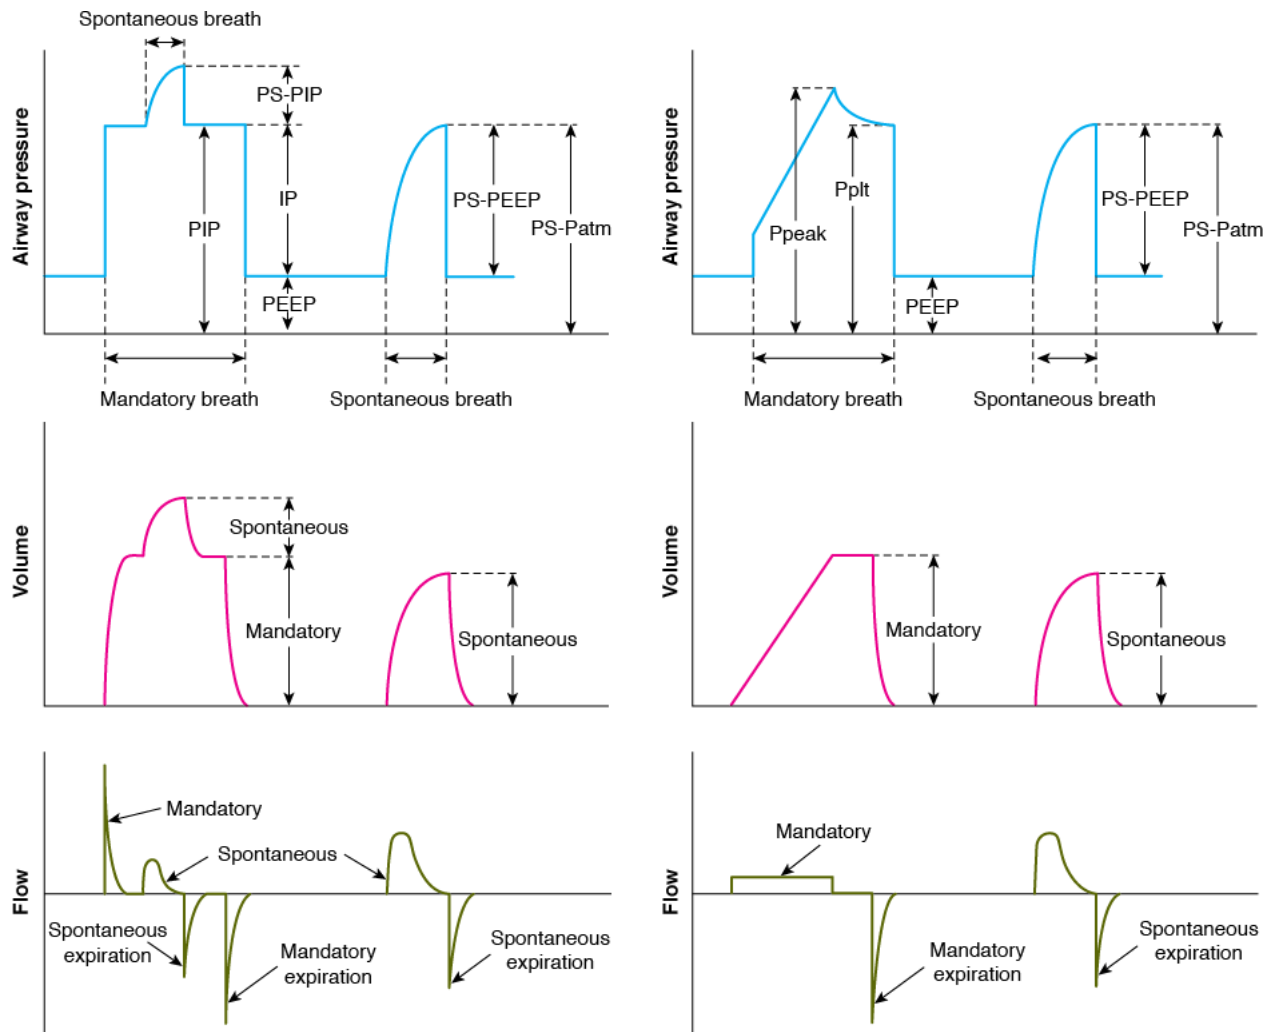 Spontaneous breath
Airway pressure
PS-PIP
IP
PIP
PEEP
PS-PEEP
PS-Patm
Mandatory breath
Spontaneous breath
Airway pressure
Ppeak
Pplt
PEEP
PS-PEEP
PS-Patm
Mandatory breath
Spontaneous breath
Volume
Spontaneous
Mandatory
Spontaneous
Volume
Mandatory
Spontaneous
Flow
Mandatory
Spontaneous
Spontaneous
expiration
Mandatory
expiration
Spontaneous
expiration
Flow
Mandatory
Mandatory
expiration
Spontaneous
expiration